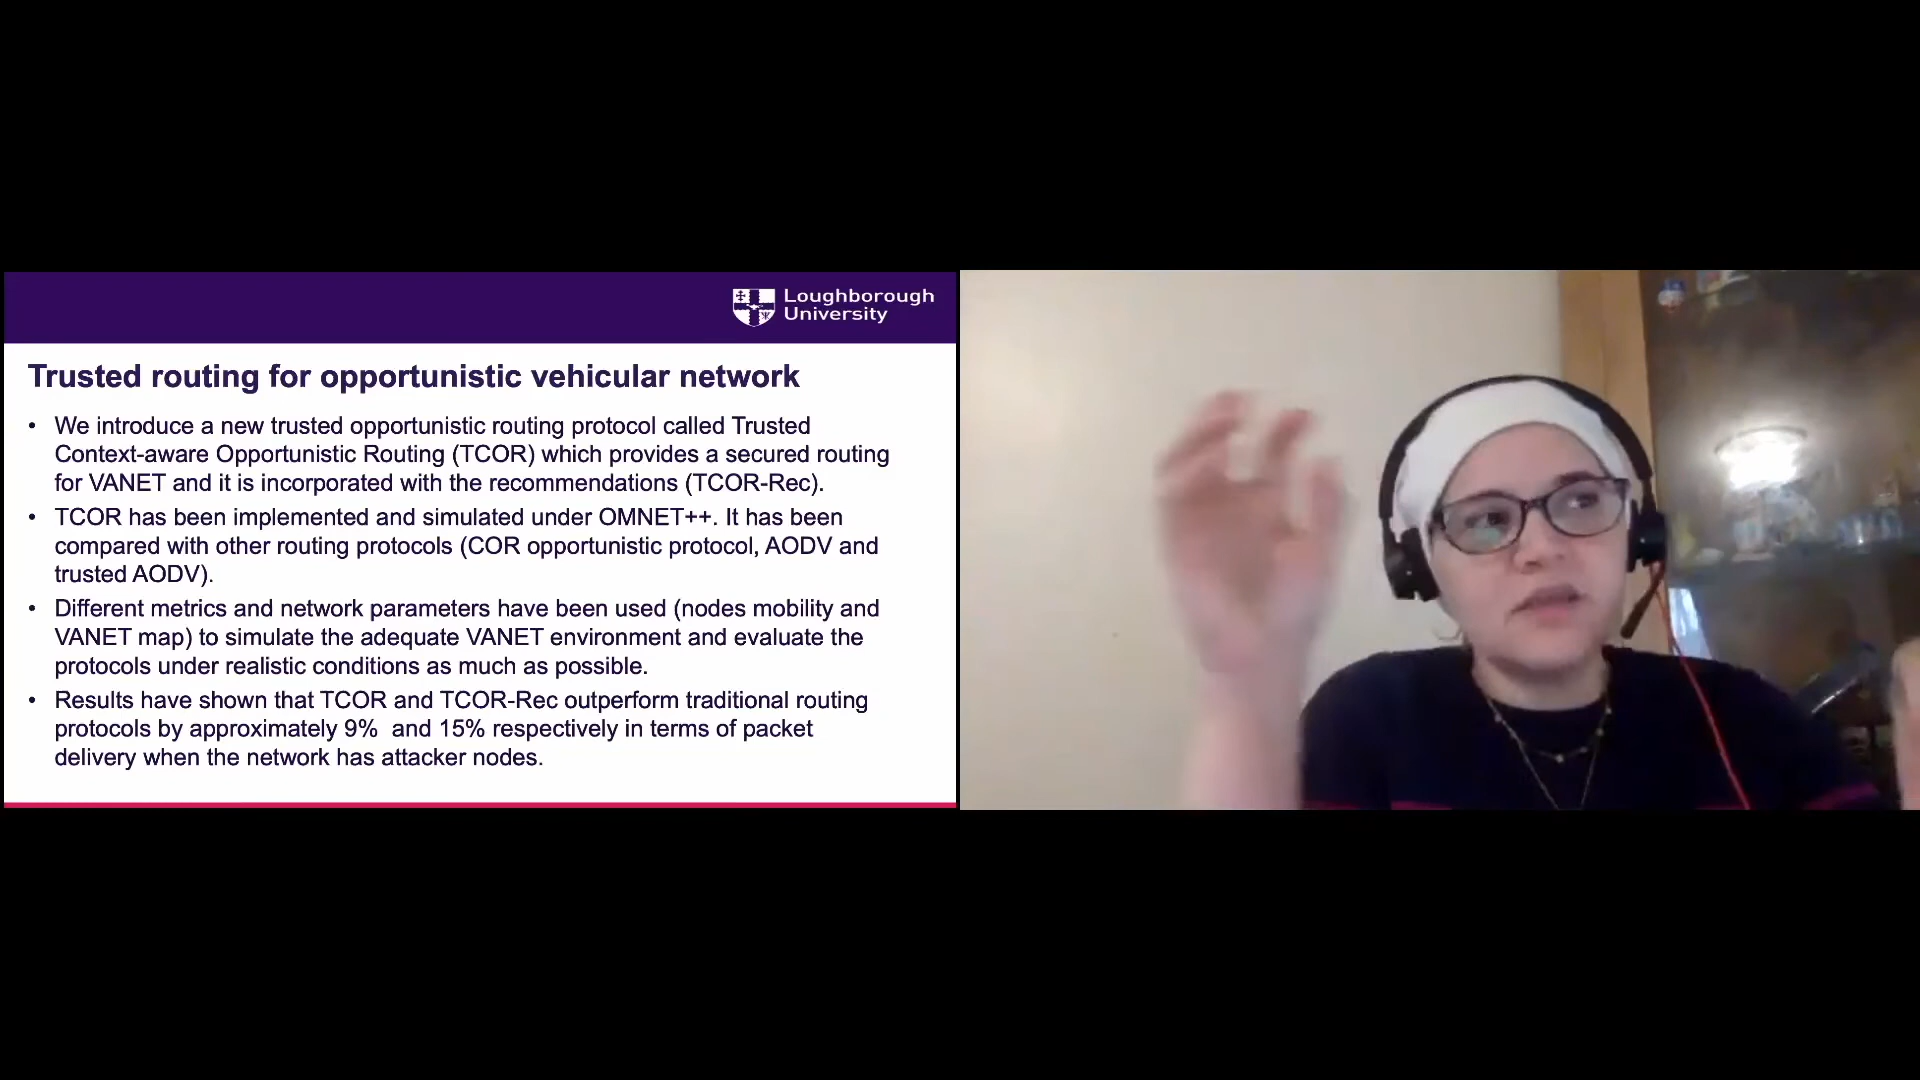 Loughborough
University
Trusted routing for opportunistic vehicular network
• We introduce a new trusted opportunistic routing protocol called Trusted
Context-aware Opportunistic Routing (TCOR) which provides a secured routing
for VANET and it is incorporated with the recommendations (TCOR-Rec).
• TCOR has been implemented and simulated under OMNET++. It has been
compared with other routing protocols (COR opportunistic protocol, AODV and
trusted AODV).
• Different metrics and network parameters have been used (nodes mobility and
VANET map) to simulate the adequate VANET environment and evaluate the
protocols under realistic conditions as much as possible.
• Results have shown that TCOR and TCOR-Rec outperform traditional routing
protocols by approximately 9%  and 15% respectively in terms of packet
delivery when the network has attacker nodes.